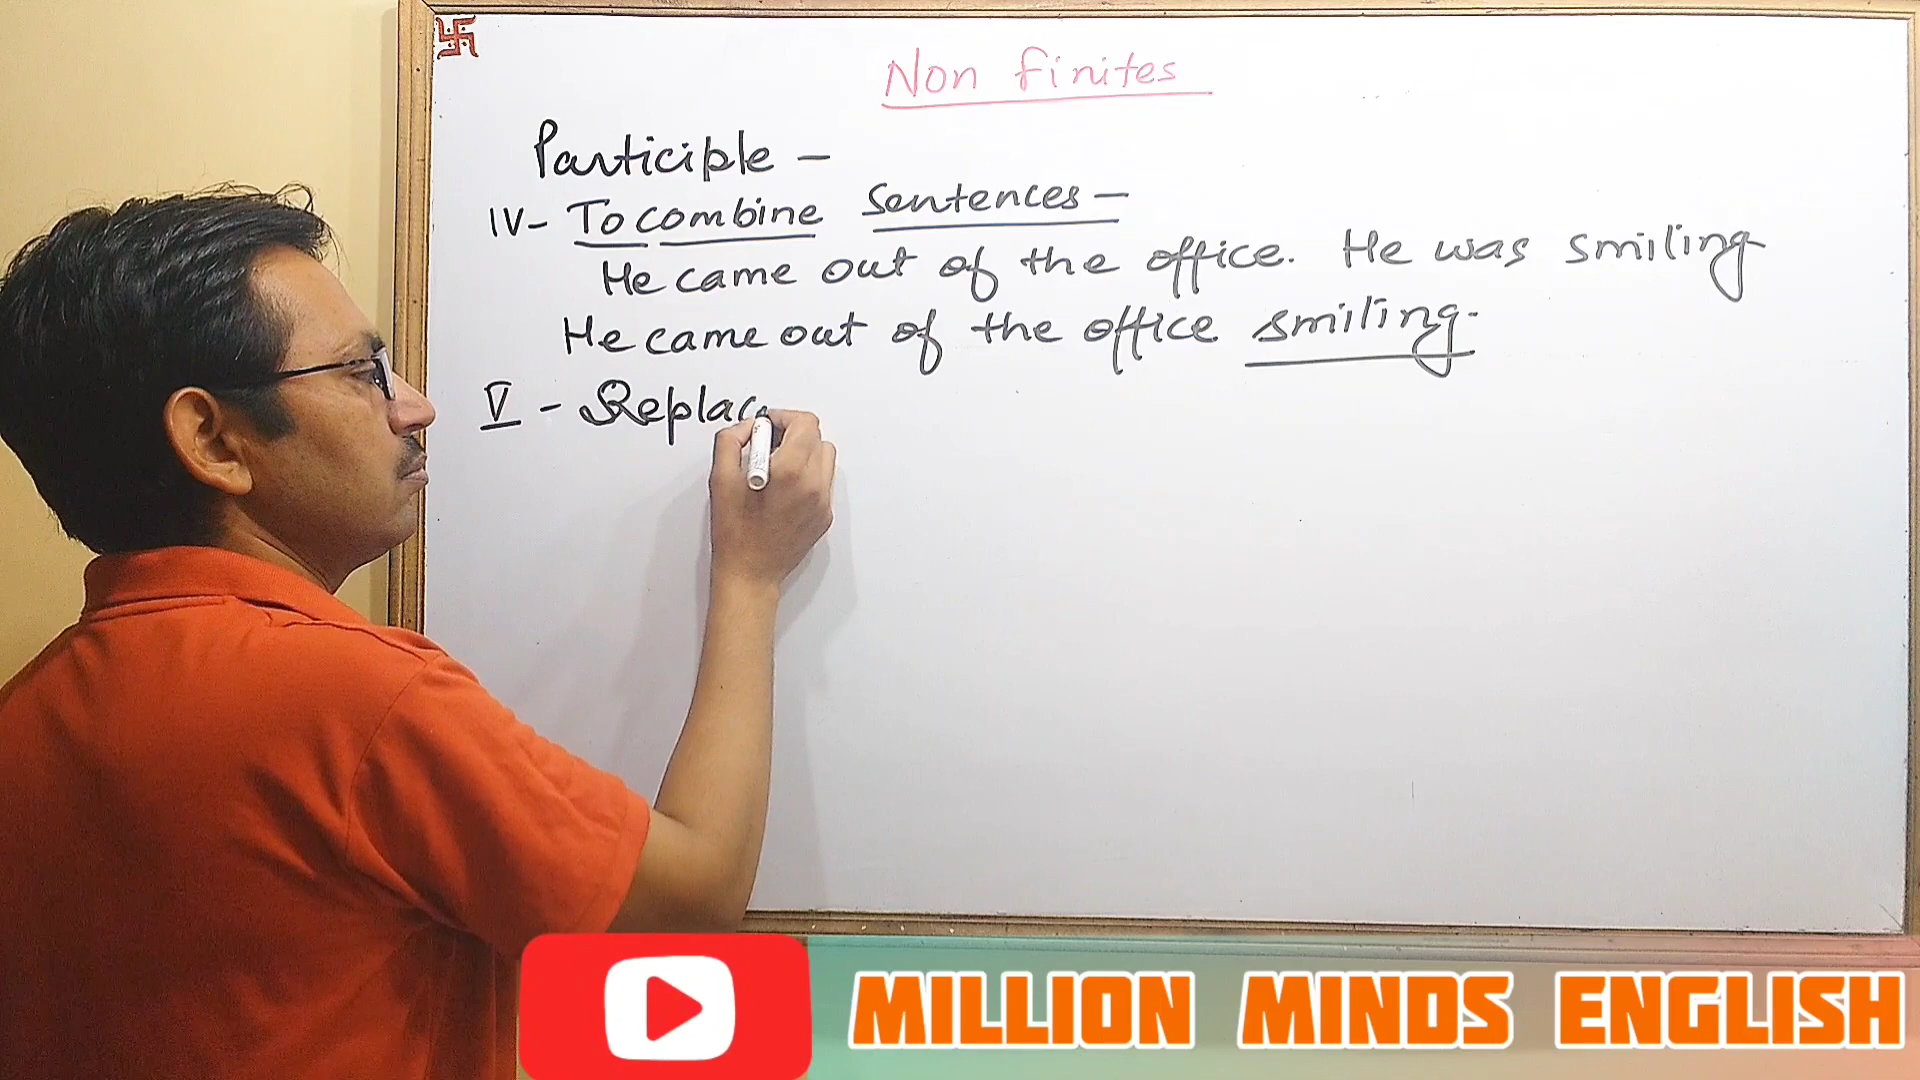 Non finites
Participle -
IV- To combine sentences -
He came out of the office. He was smiling
He came out of the office smiling.
V - Replac
MILLION MINDS ENGLISH